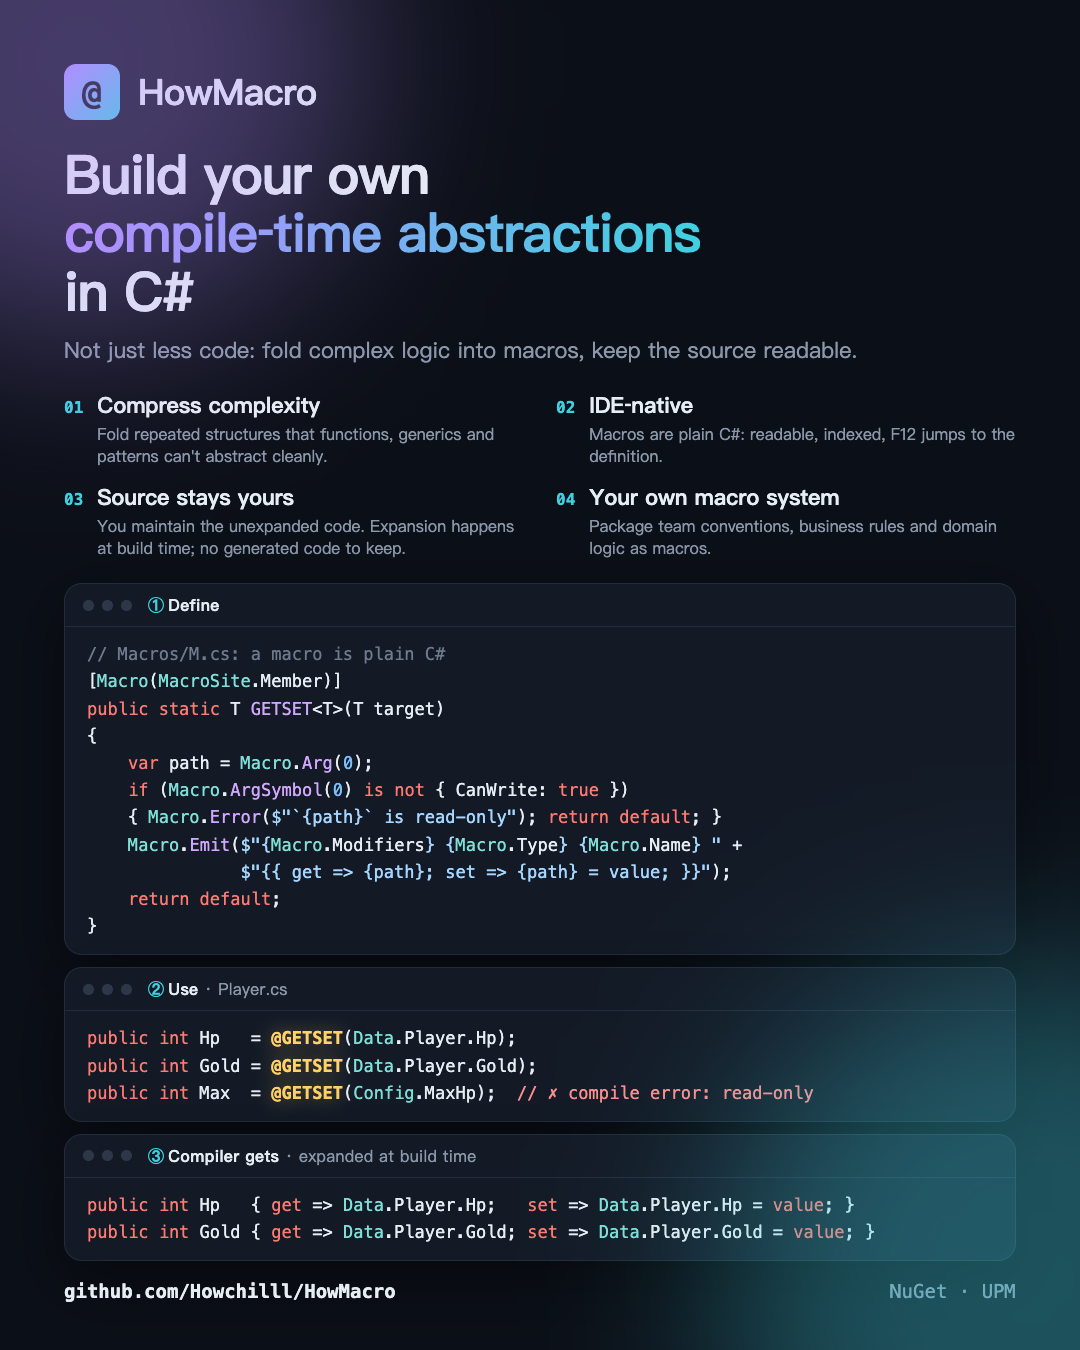 @ HowMacro
Build your own
compile-time abstractions
in C#
Not just less code: fold complex logic into macros, keep the source readable.
01 Compress complexity
Fold repeated structures that functions, generics and
patterns can't abstract cleanly.
02 IDE-native
Macros are plain C#: readable, indexed, F12 jumps to the
definition.
03 Source stays yours
You maintain the unexpanded code. Expansion happens
at build time; no generated code to keep.
04 Your own macro system
Package team conventions, business rules and domain
logic as macros.
① Define
// Macros/M.cs: a macro is plain C#
[Macro(MacroSite.Member)]
public static T GETSET<T>(T target)
{
    var path = Macro.Arg(0);
    if (Macro.ArgSymbol(0) is not { CanWrite: true })
    { Macro.Error($"`{path}` is read-only"); return default; }
    Macro.Emit($"{Macro.Modifiers} {Macro.Type} {Macro.Name} " +
               $"{{ get => {path}; set => {path} = value; }}");
    return default;
}
② Use · Player.cs
public int Hp   = @GETSET(Data.Player.Hp);
public int Gold = @GETSET(Data.Player.Gold);
public int Max  = @GETSET(Config.MaxHp);  // ✗ compile error: read-only
③ Compiler gets · expanded at build time
public int Hp   { get => Data.Player.Hp;   set => Data.Player.Hp = value; }
public int Gold { get => Data.Player.Gold; set => Data.Player.Gold = value; }
github.com/Howchilll/HowMacro
NuGet · UPM